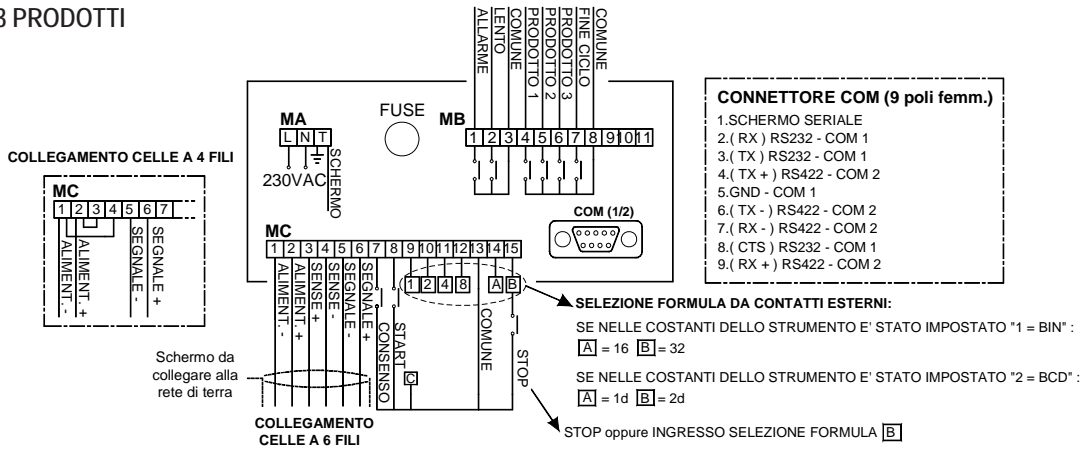 3 PRODOTTI
ALLARME
LENTO
COMUNE
PRODOTTO 1
PRODOTTO 2
PRODOTTO 3
FINE CICLO
COMUNE
MA
L N T
SCHERMO
230VAC
FUSE
MB
1 2 3 4 5 6 7 8 9 10 11
COM (1/2)
CONNETTORE COM (9 poli femm.)
1.SCHERMO SERIALE
2.( RX ) RS232 - COM 1
3.( TX ) RS232 - COM 1
4.( TX + ) RS422 - COM 2
5.GND - COM 1
6.( TX - ) RS422 - COM 2
7.( RX - ) RS422 - COM 2
8.( CTS ) RS232 - COM 1
9.( RX + ) RS422 - COM 2
COLLEGAMENTO CELLE A 4 FILI
MC
1 2 3 4 5 6 7
ALIMENT. -
ALIMENT. +
SEGNALE -
SEGNALE +
MC
1 2 3 4 5 6 7 8 9 10 11 12 13 14 15
ALIMENT. -
ALIMENT. +
SENSE +
SENSE -
SEGNALE -
SEGNALE +
CONSENSO
START
C
1 2 4 8
COMUNE
A B
STOP
Schermo da
collegare alla
rete di terra
COLLEGAMENTO
CELLE A 6 FILI
SELEZIONE FORMULA DA CONTATTI ESTERNI:
SE NELLE COSTANTI DELLO STRUMENTO E' STATO IMPOSTATO "1 = BIN" :
A = 16 B = 32
SE NELLE COSTANTI DELLO STRUMENTO E' STATO IMPOSTATO "2 = BCD" :
A = 1d B = 2d
STOP oppure INGRESSO SELEZIONE FORMULA B